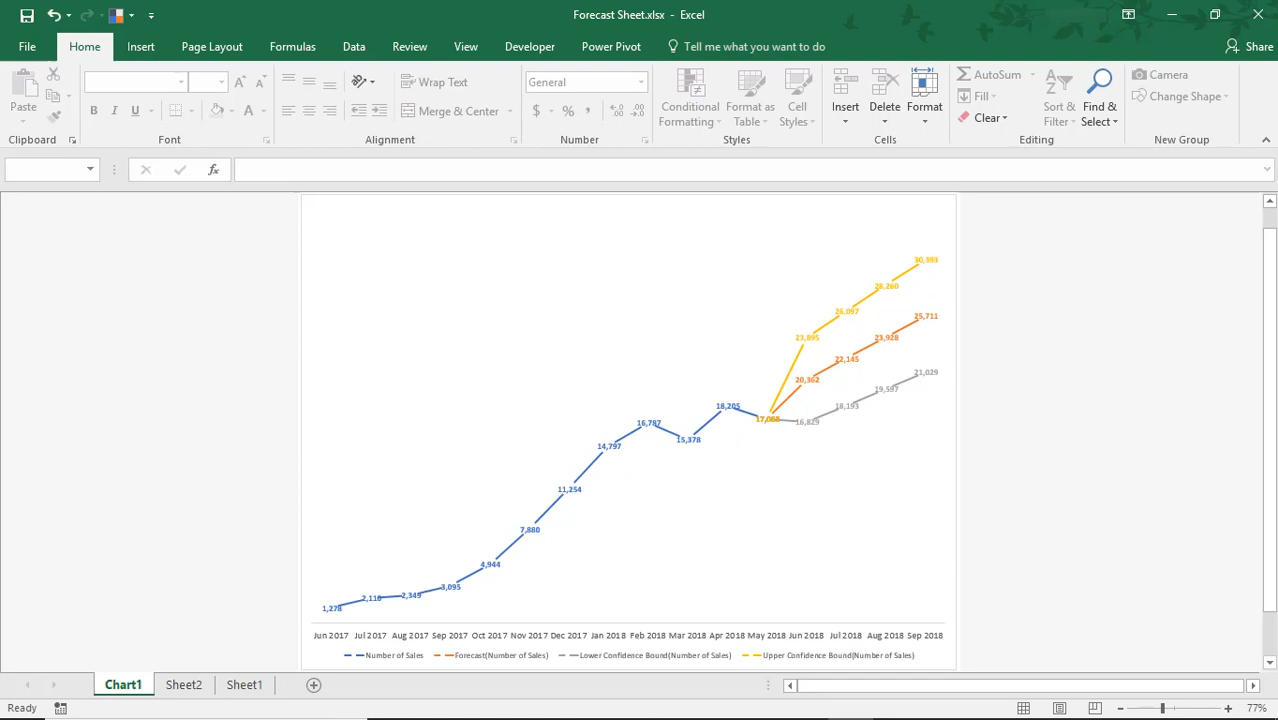 Forecast Sheet.xlsx - Excel
File Home Insert Page Layout Formulas Data Review View Developer Power Pivot Tell me what you want to do Share
Paste
B I U A A A
Wrap Text
Merge & Center
General
$ % ,
Conditional Formatting
Format as Table
Cell Styles
Insert Delete Format
AutoSum
Fill
Clear
Sort & Filter
Find & Select
Camera
Change Shape
Clipboard Font Alignment Number Styles Cells Editing New Group
fx
30,393
28,260
26,097
23,895
25,711
23,928
22,145
20,362
21,029
19,597
18,193
16,829
18,205
16,787
15,378
14,797
11,254
7,880
4,944
3,095
2,349
1,278
Jun 2017 Jul 2017 Aug 2017 Sep 2017 Oct 2017 Nov 2017 Dec 2017 Jan 2018 Feb 2018 Mar 2018 Apr 2018 May 2018 Jun 2018 Jul 2018 Aug 2018 Sep 2018
Number of Sales Forecast(Number of Sales) Lower Confidence Bound(Number of Sales) Upper Confidence Bound(Number of Sales)
Chart1 Sheet2 Sheet1
Ready 77%